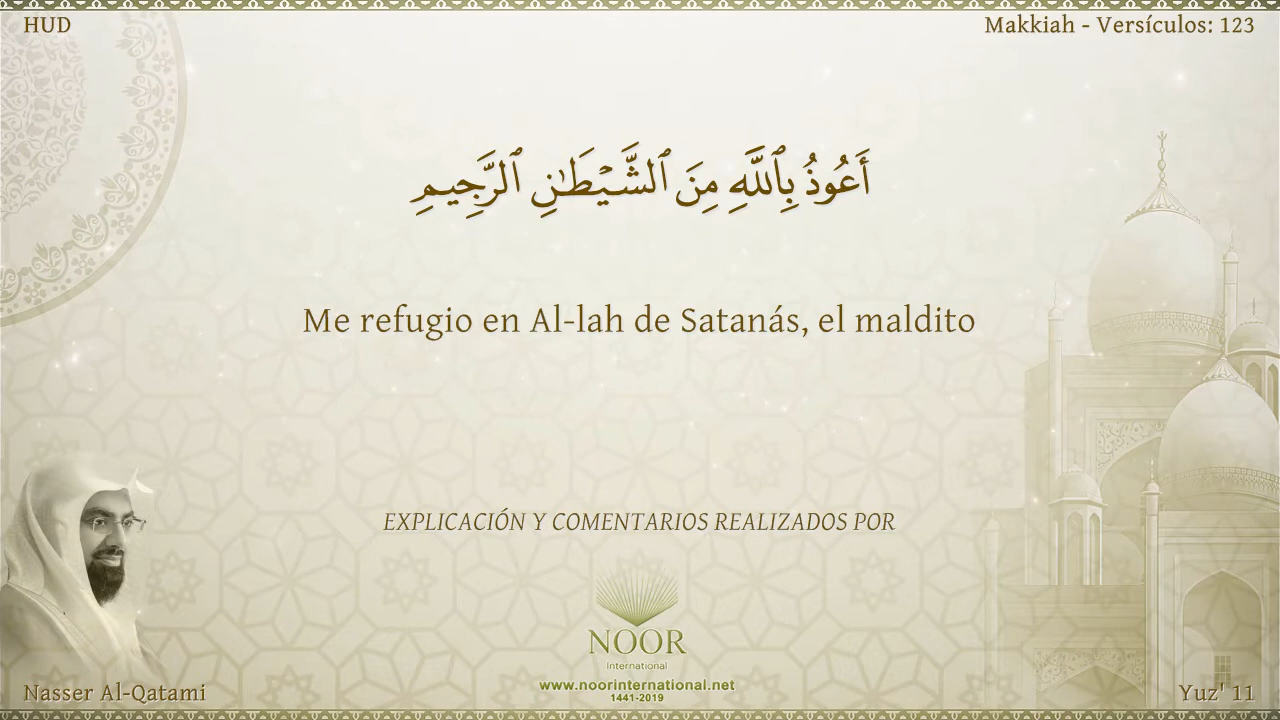 HUD
Makkiah - Versículos: 123
أَعُوذُ بِٱللَّهِ مِنَ ٱلشَّيْطَٰنِ ٱلرَّجِيمِ
Me refugio en Al-lah de Satanás, el maldito
EXPLICACIÓN Y COMENTARIOS REALIZADOS POR
NOOR
International
www.noorinternational.net
1441-2019
Nasser Al-Qatami
Yuz' 11